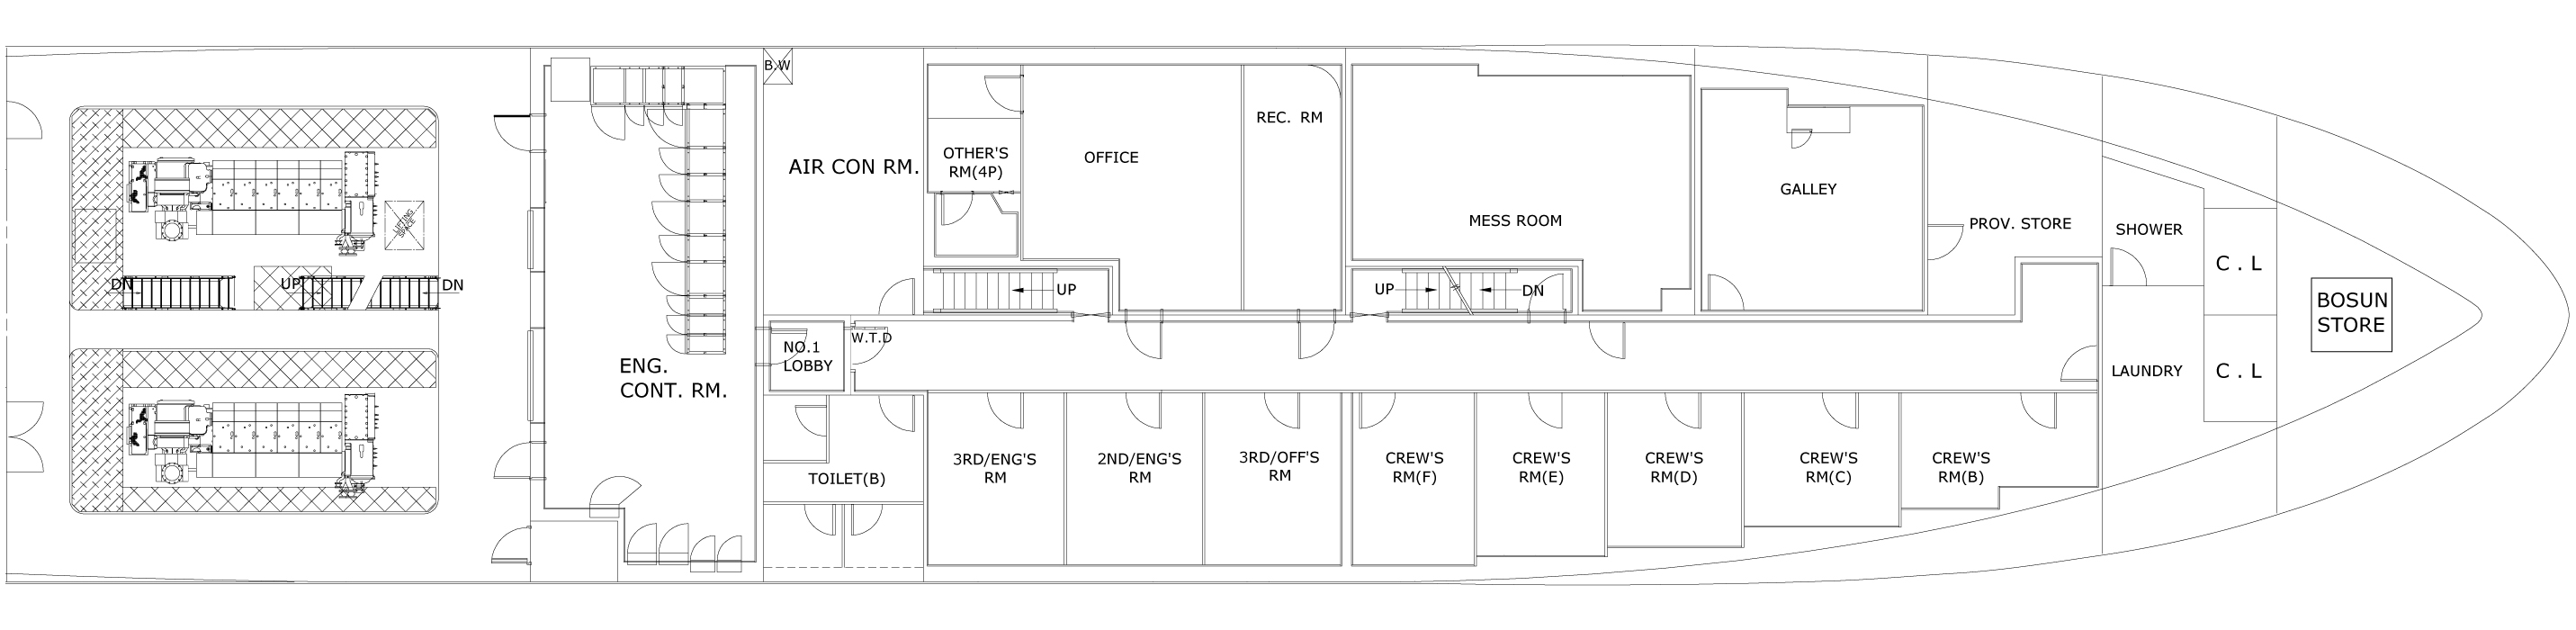 B.W
AIR CON RM.
OTHER'S
RM(4P)
OFFICE
REC. RM
MESS ROOM
GALLEY
PROV. STORE
SHOWER
C . L
BOSUN
STORE
LIFTING
SPACE
DN
UP
DN
UP
UP
DN
W.T.D
NO.1
LOBBY
ENG.
CONT. RM.
LAUNDRY
C . L
TOILET(B)
3RD/ENG'S
RM
2ND/ENG'S
RM
3RD/OFF'S
RM
CREW'S
RM(F)
CREW'S
RM(E)
CREW'S
RM(D)
CREW'S
RM(C)
CREW'S
RM(B)